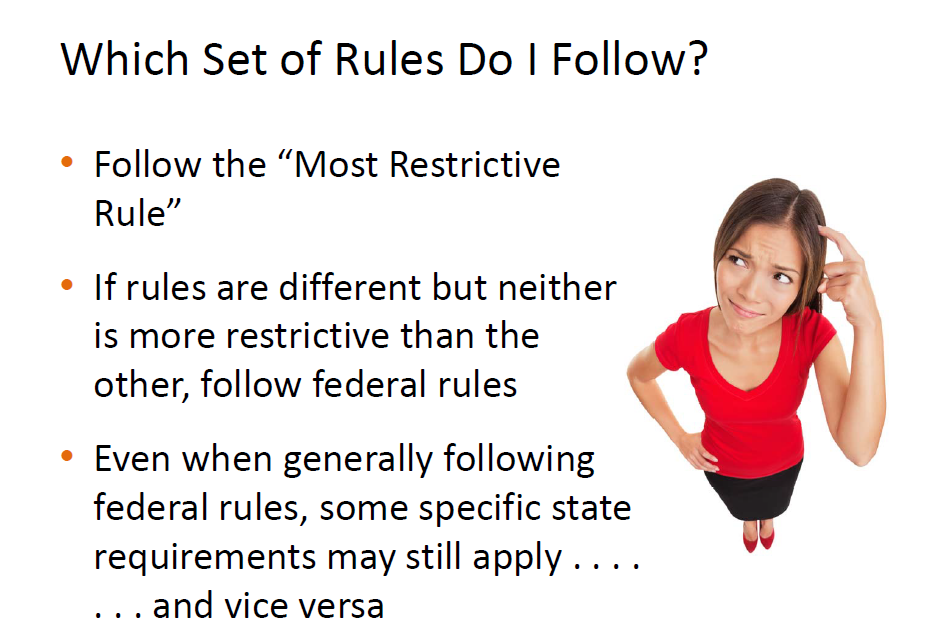 Which Set of Rules Do I Follow?
• Follow the “Most Restrictive
Rule”
• If rules are different but neither
is more restrictive than the
other, follow federal rules
• Even when generally following
federal rules, some specific state
requirements may still apply . . . .
. . . and vice versa